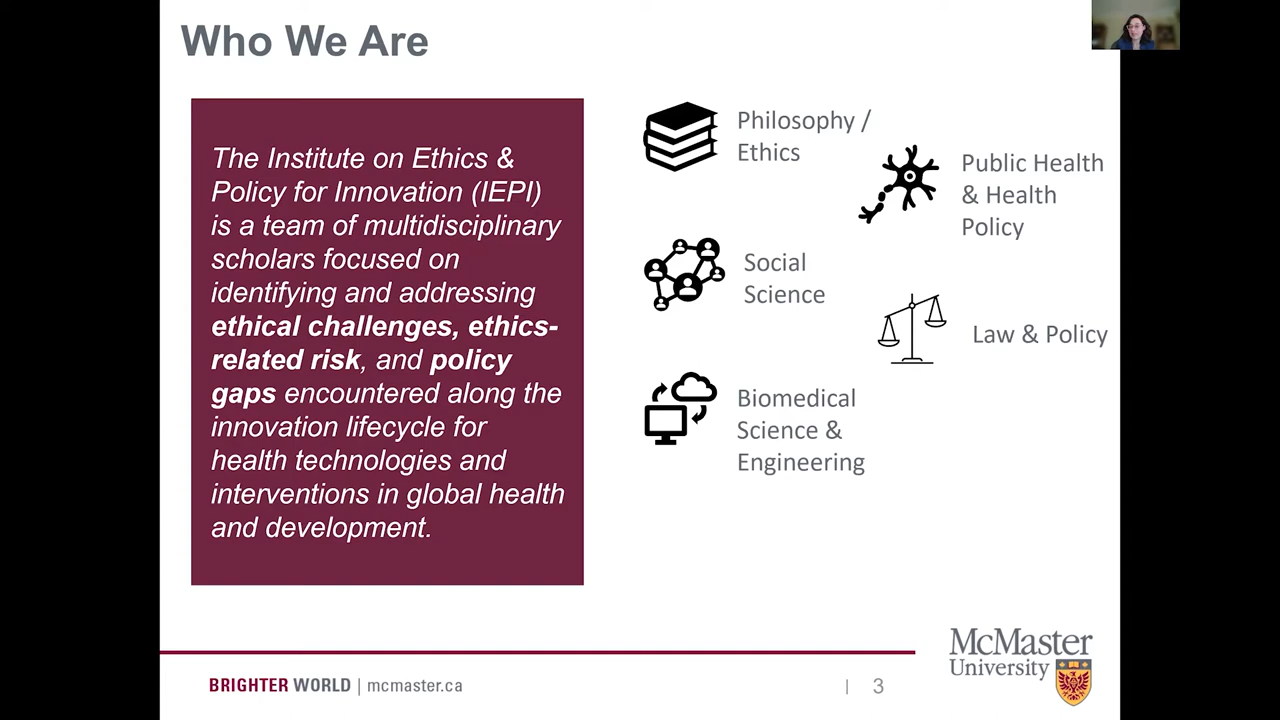 Who We Are
The Institute on Ethics &
Policy for Innovation (IEPI)
is a team of multidisciplinary
scholars focused on
identifying and addressing
ethical challenges, ethics-
related risk, and policy
gaps encountered along the
innovation lifecycle for
health technologies and
interventions in global health
and development.
Philosophy /
Ethics
Public Health
& Health
Policy
Social
Science
Law & Policy
Biomedical
Science &
Engineering
BRIGHTER WORLD | mcmaster.ca
| 3
McMaster
University